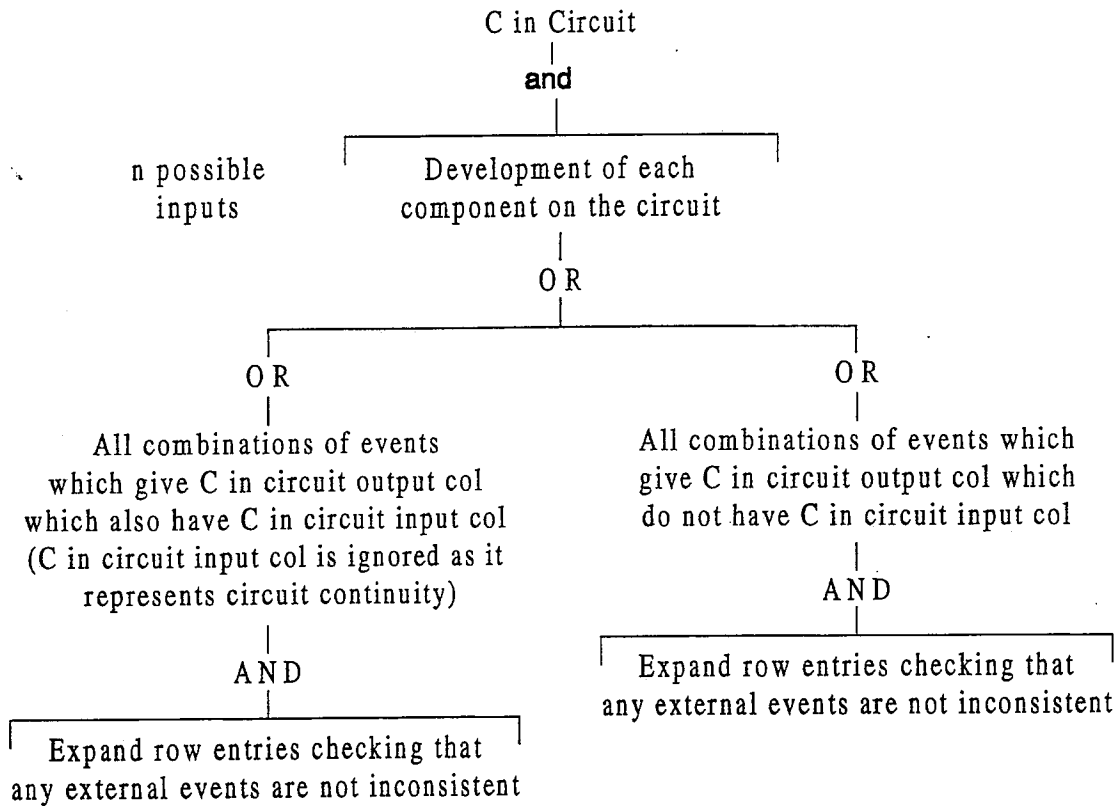 C in Circuit
and
n possible
inputs
Development of each
component on the circuit
OR
OR
All combinations of events
which give C in circuit output col
which also have C in circuit input col
(C in circuit input col is ignored as it
represents circuit continuity)
AND
Expand row entries checking that
any external events are not inconsistent
OR
All combinations of events which
give C in circuit output col which
do not have C in circuit input col
AND
Expand row entries checking that
any external events are not inconsistent